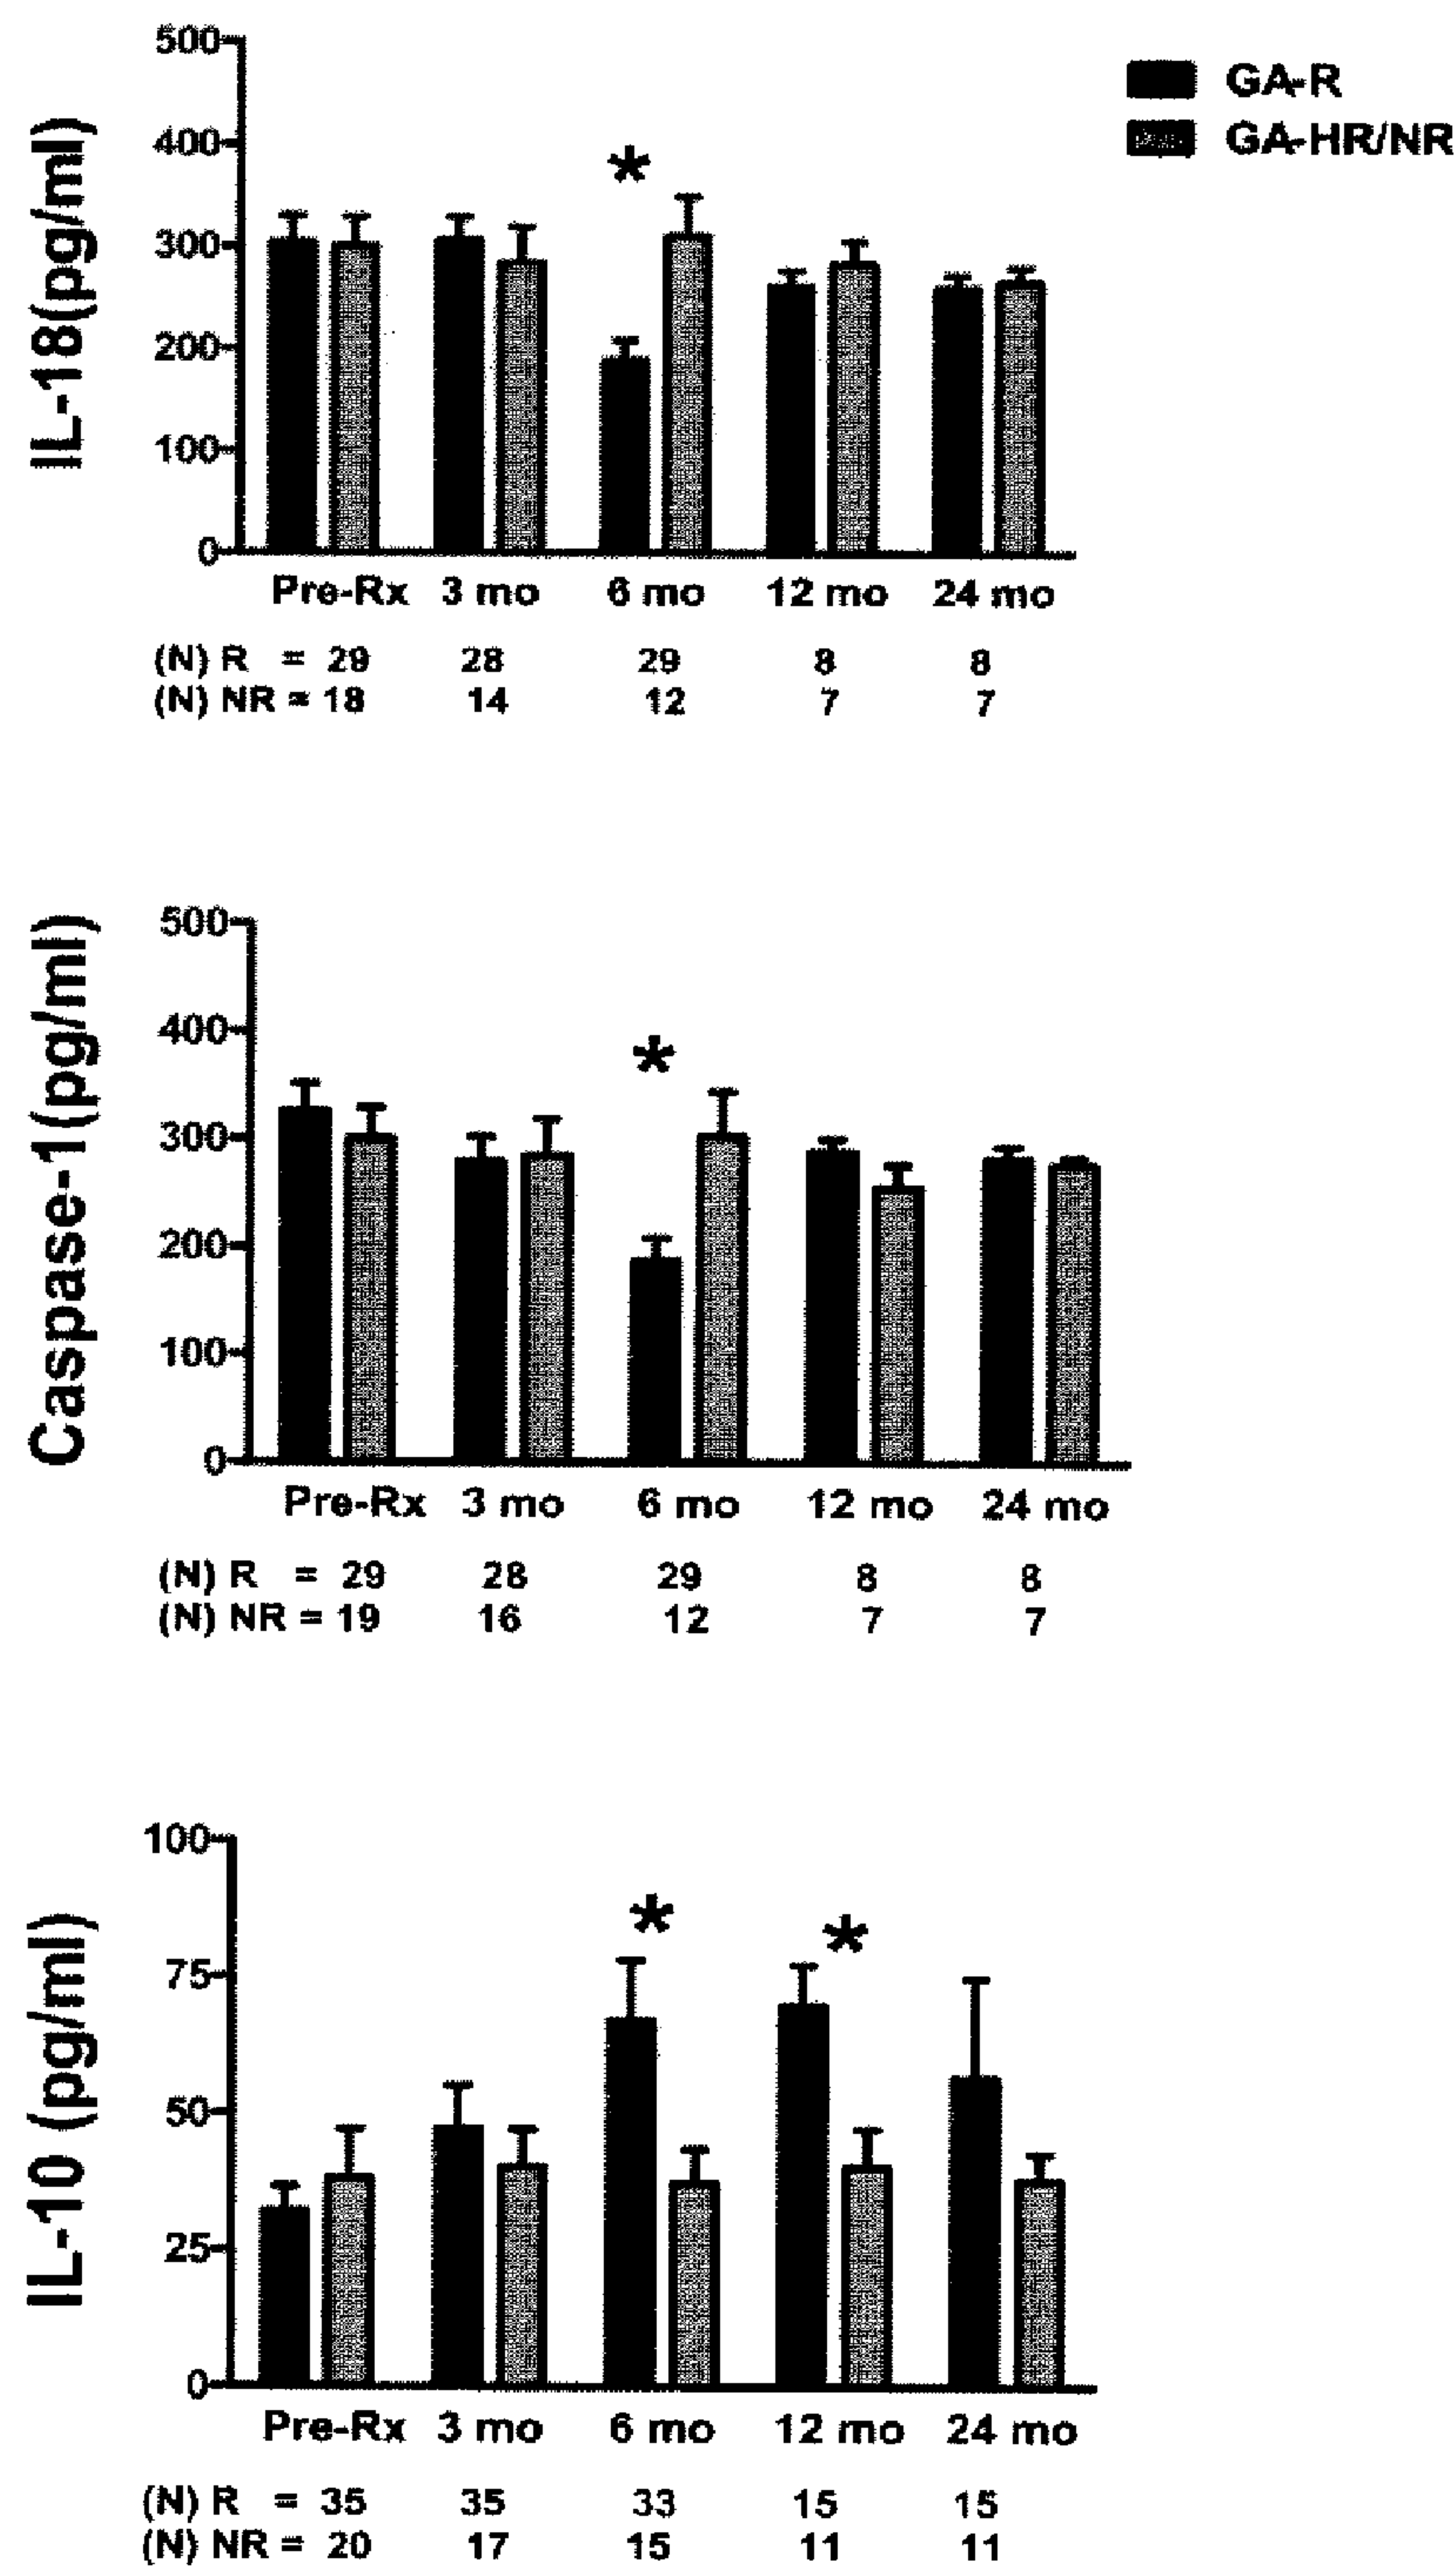 GA-R
GA-HR/NR
IL-18(pg/ml)
500
400
300
200
100
0
*
Pre-Rx 3 mo 6 mo 12 mo 24 mo
(N) R = 29 28 29 8 8
(N) NR = 18 14 12 7 7
Caspase-1(pg/ml)
500
400
300
200
100
0
*
Pre-Rx 3 mo 6 mo 12 mo 24 mo
(N) R = 29 28 29 8 8
(N) NR = 19 16 12 7 7
IL-10 (pg/ml)
100
75
50
25
0
* *
Pre-Rx 3 mo 6 mo 12 mo 24 mo
(N) R = 35 35 33 15 15
(N) NR = 20 17 15 11 11